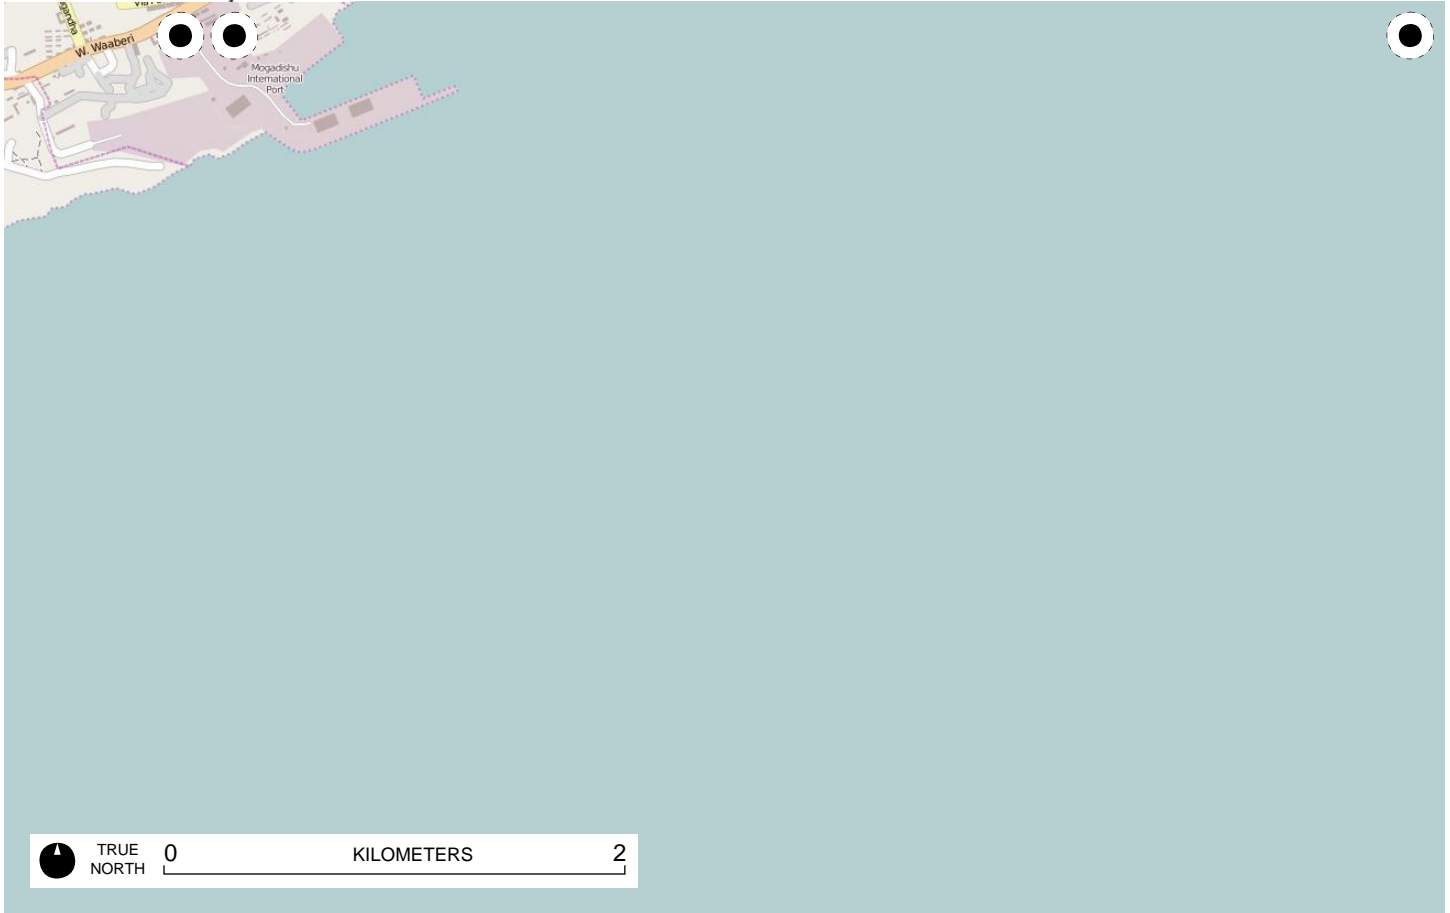 W. Waaberi
Mogadishu
International
Port
TRUE
NORTH
0
KILOMETERS
2